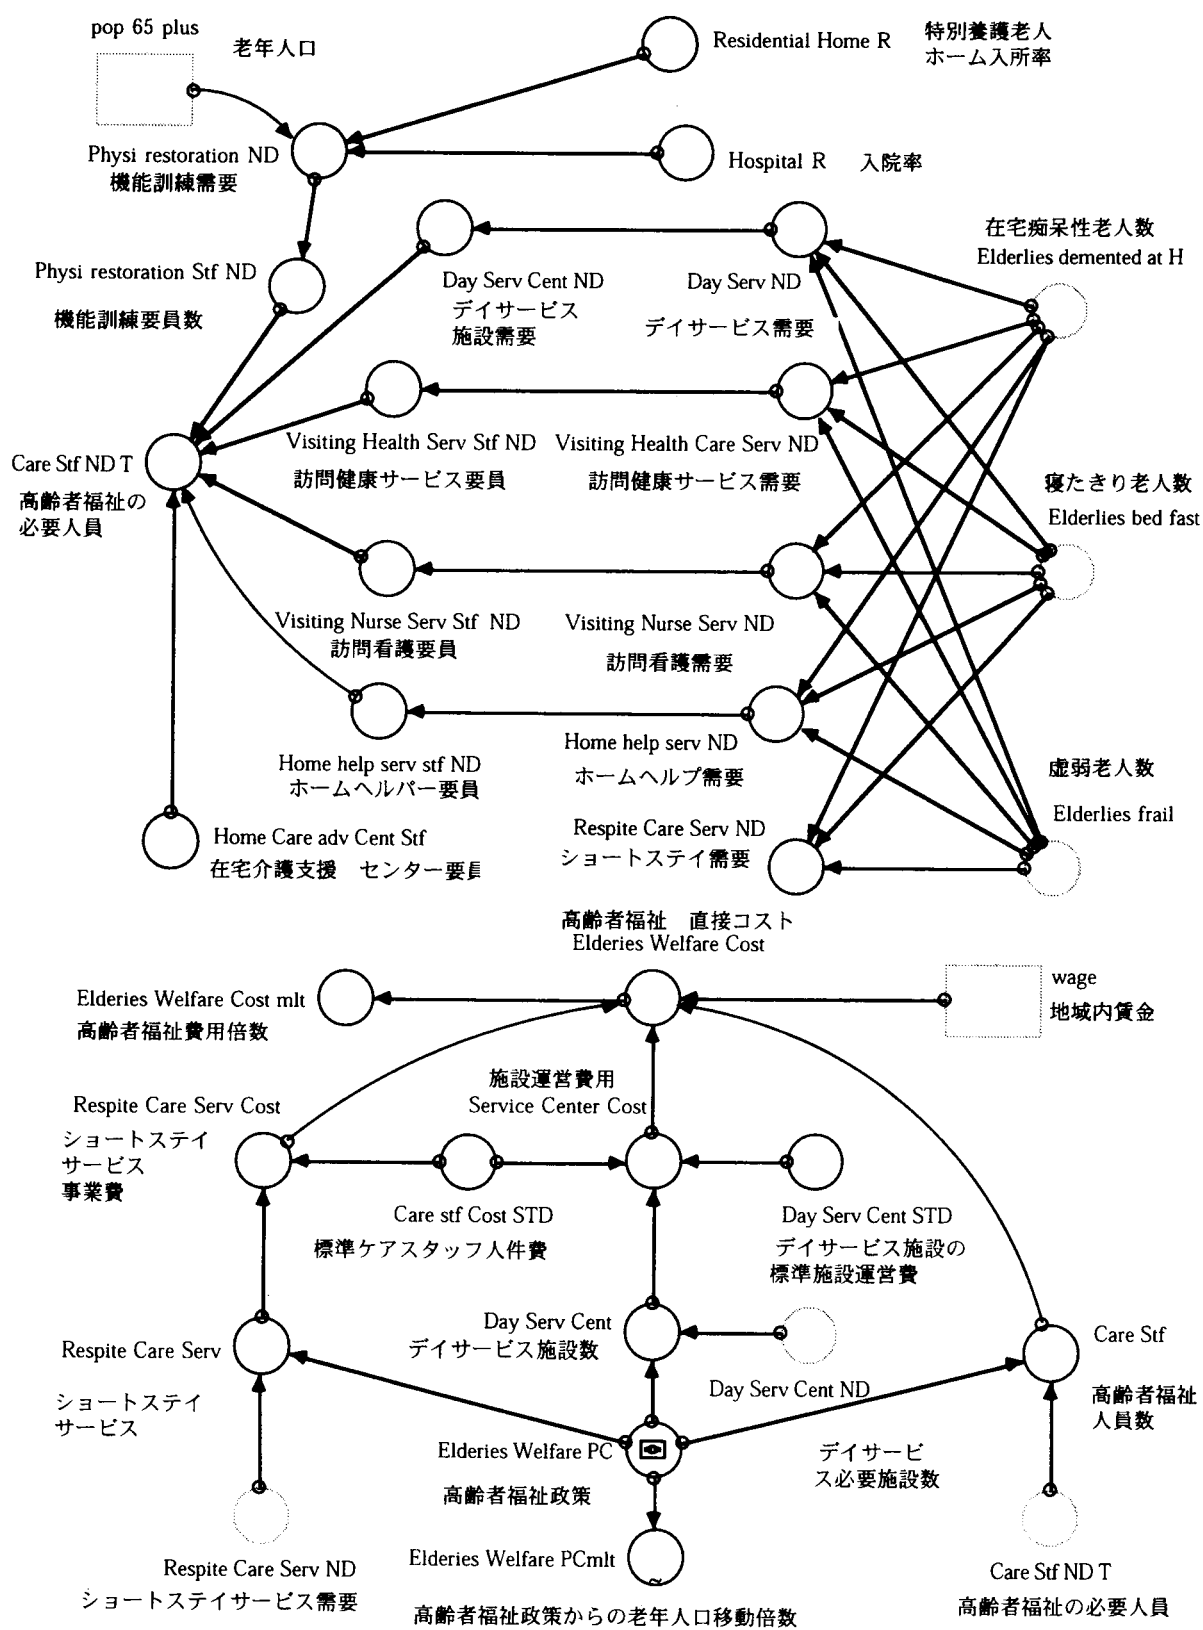 pop 65 plus
老年人口
Residential Home R
特別養護老人
ホーム入所率
Physi restoration ND
機能訓練需要
Hospital R
入院率
Physi restoration Stf ND
機能訓練要員数
Day Serv Cent ND
デイサービス
施設需要
Day Serv ND
デイサービス需要
在宅痴呆性老人数
Elderlies demented at H
Care Stf ND T
高齢者福祉の
必要人員
Visiting Health Serv Stf ND
訪問健康サービス要員
Visiting Health Care Serv ND
訪問健康サービス需要
寝たきり老人数
Elderlies bed fast
Visiting Nurse Serv Stf ND
訪問看護要員
Visiting Nurse Serv ND
訪問看護需要
Home help serv stf ND
ホームヘルパー要員
Home help serv ND
ホームヘルプ需要
虚弱老人数
Elderlies frail
Home Care adv Cent Stf
在宅介護支援 センター要員
Respite Care Serv ND
ショートステイ需要
高齢者福祉 直接コスト
Elderies Welfare Cost
Elderies Welfare Cost mlt
高齢者福祉費用倍数
wage
地域内賃金
施設運営費用
Service Center Cost
Respite Care Serv Cost
ショートステイ
サービス
事業費
Care stf Cost STD
標準ケアスタッフ人件費
Day Serv Cent STD
デイサービス施設の
標準施設運営費
Respite Care Serv
ショートステイ
サービス
Day Serv Cent
デイサービス施設数
Day Serv Cent ND
デイサービ
ス必要施設数
Care Stf
高齢者福祉
人員数
Elderies Welfare PC
高齢者福祉政策
Respite Care Serv ND
ショートステイサービス需要
Elderies Welfare PCmlt
高齢者福祉政策からの老年人口移動倍数
Care Stf ND T
高齢者福祉の必要人員